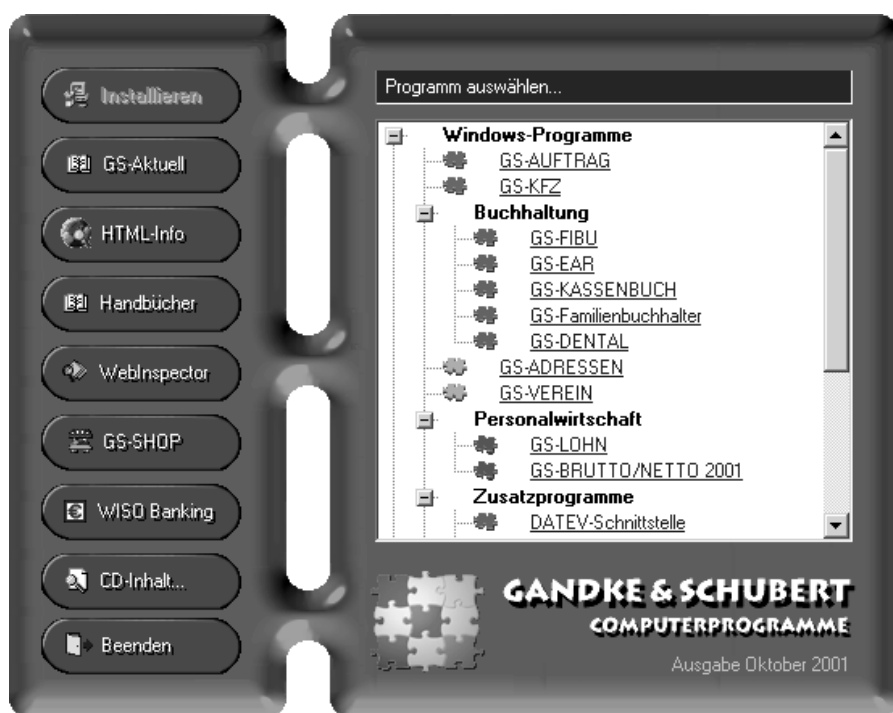 Installieren
GS-Aktuell
HTML-Info
Handbücher
WebInspector
GS-SHOP
WISO Banking
CD-Inhalt...
Beenden
Programm auswählen...
Windows-Programme
GS-AUFTRAG
GS-KFZ
Buchhaltung
GS-FIBU
GS-EAR
GS-KASSENBUCH
GS-Familienbuchhalter
GS-DENTAL
GS-ADRESSEN
GS-VEREIN
Personalwirtschaft
GS-LOHN
GS-BRUTTO/NETTO 2001
Zusatzprogramme
DATEV-Schnittstelle
GANDKE & SCHUBERT
COMPUTERPROGRAMME
Ausgabe Oktober 2001